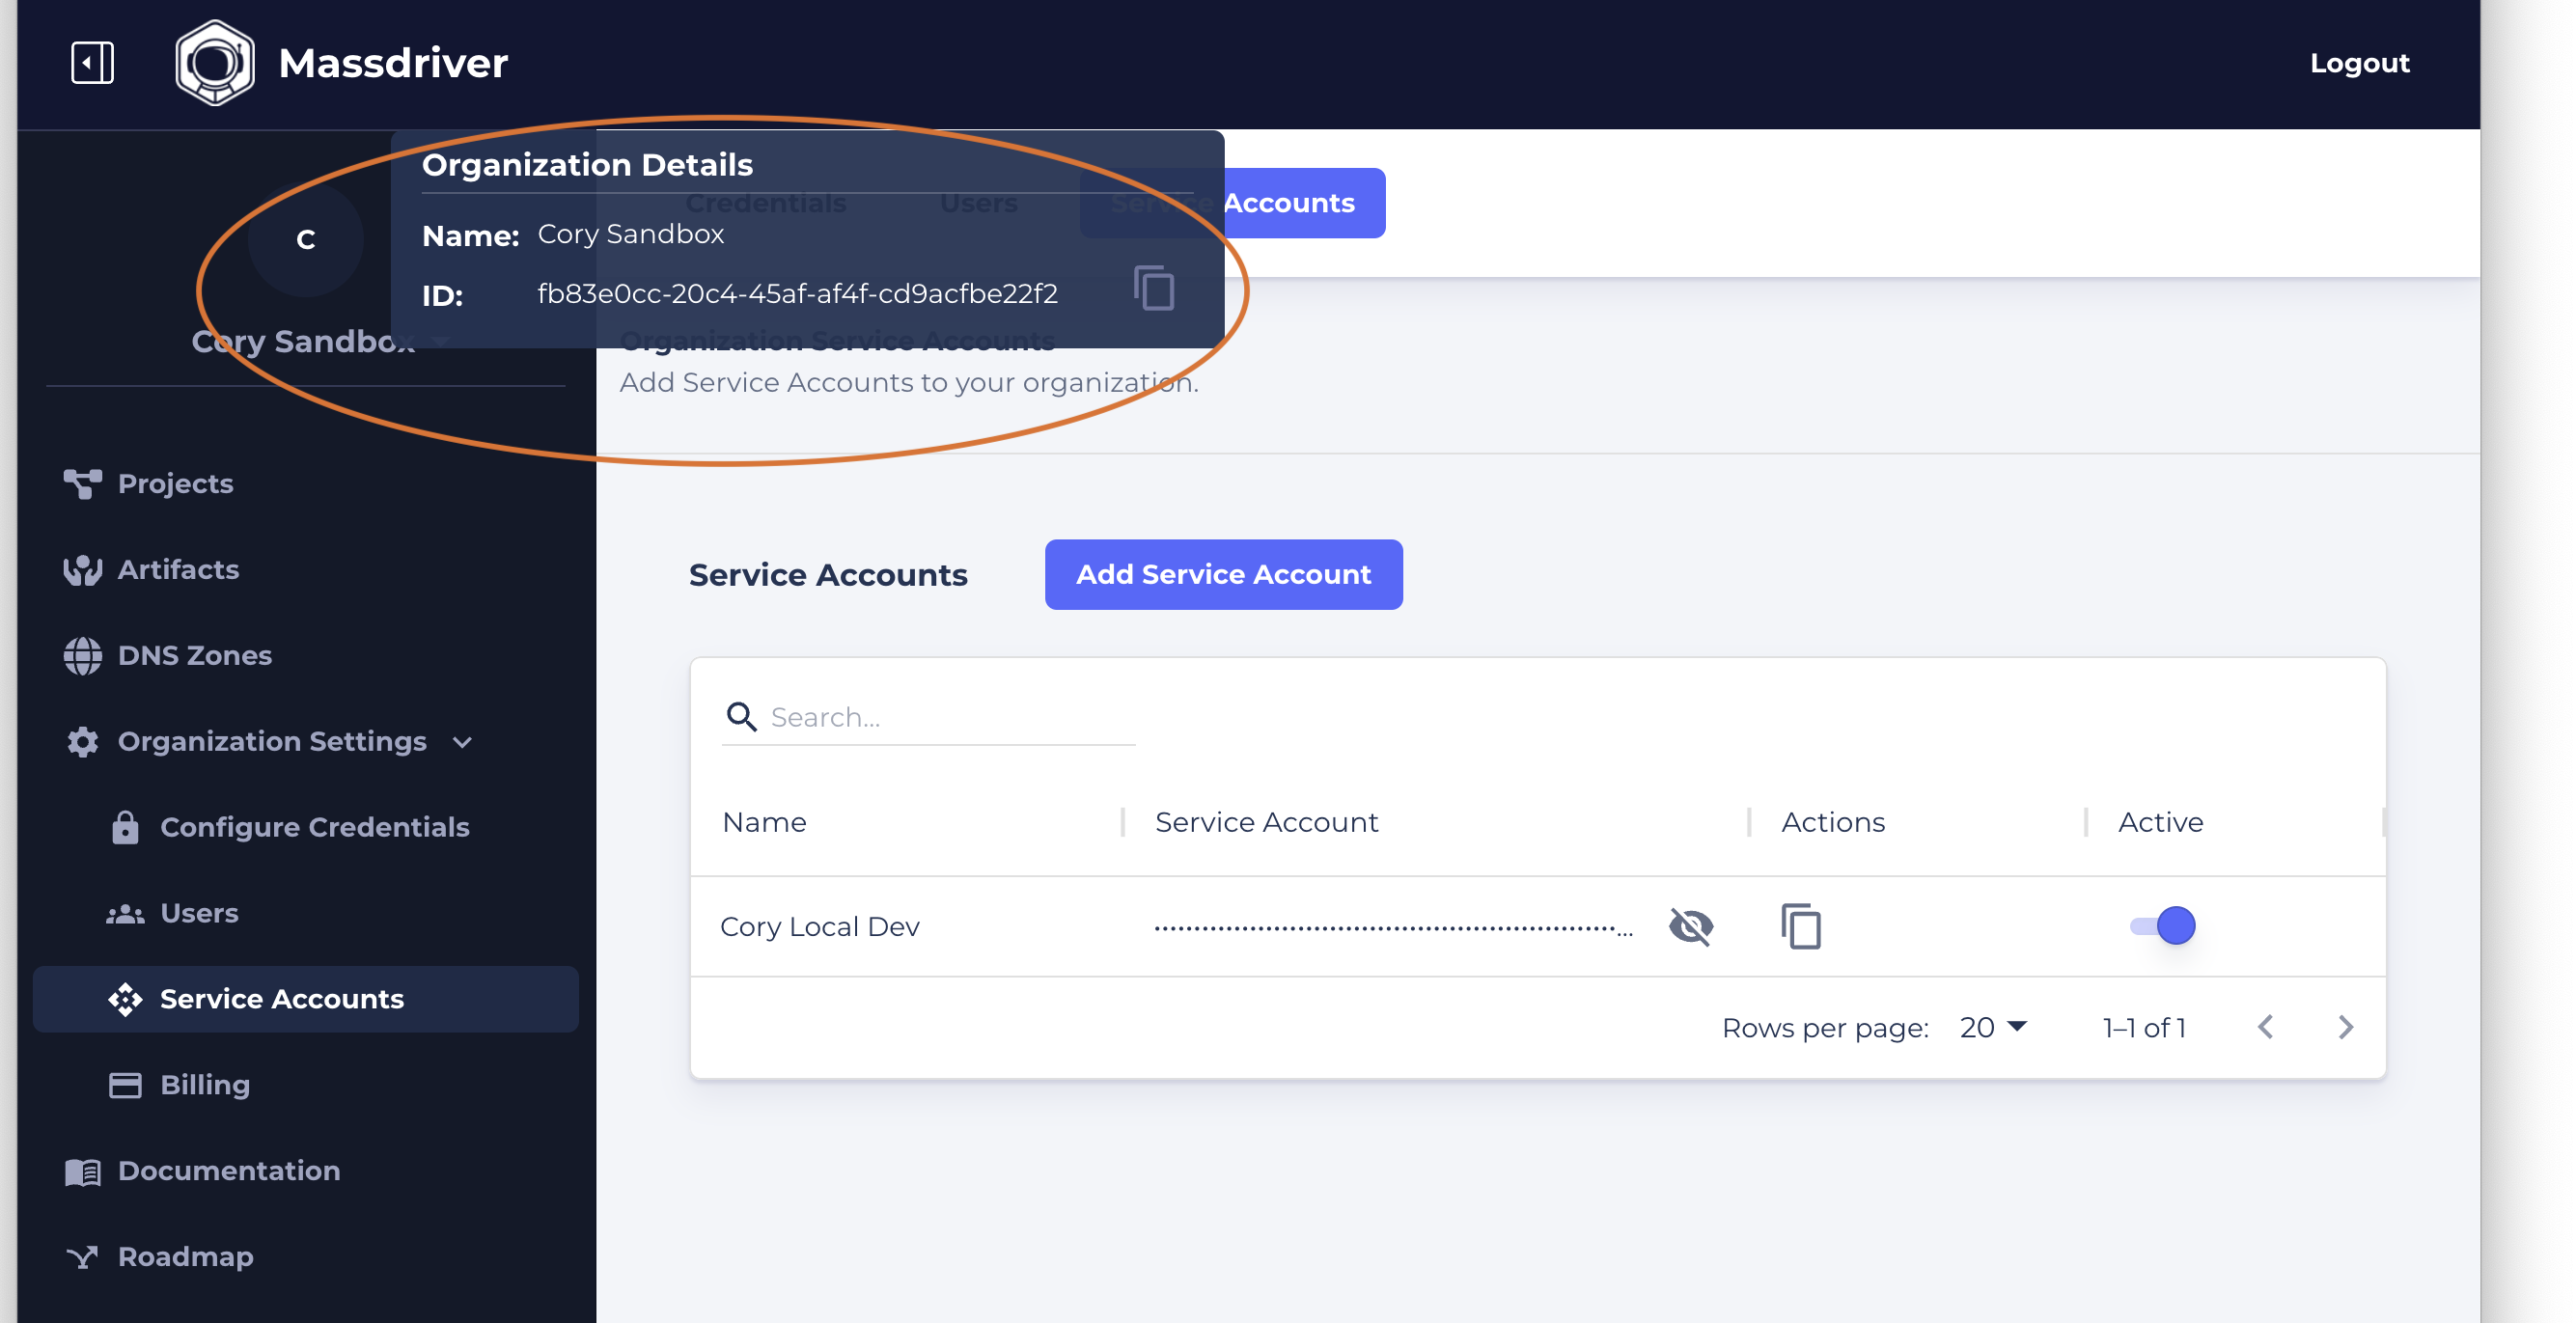 Massdriver
Logout
Organization Details
Credentials Users Service Accounts
C
Name: Cory Sandbox
ID: fb83e0cc-20c4-45af-af4f-cd9acfbe22f2
Cory Sandbox
Organization Service Accounts
Add Service Accounts to your organization.
Projects
Artifacts
DNS Zones
Organization Settings
Configure Credentials
Users
Service Accounts
Billing
Documentation
Roadmap
Service Accounts
Add Service Account
Search...
Name Service Account Actions Active
Cory Local Dev
Rows per page: 20 1–1 of 1